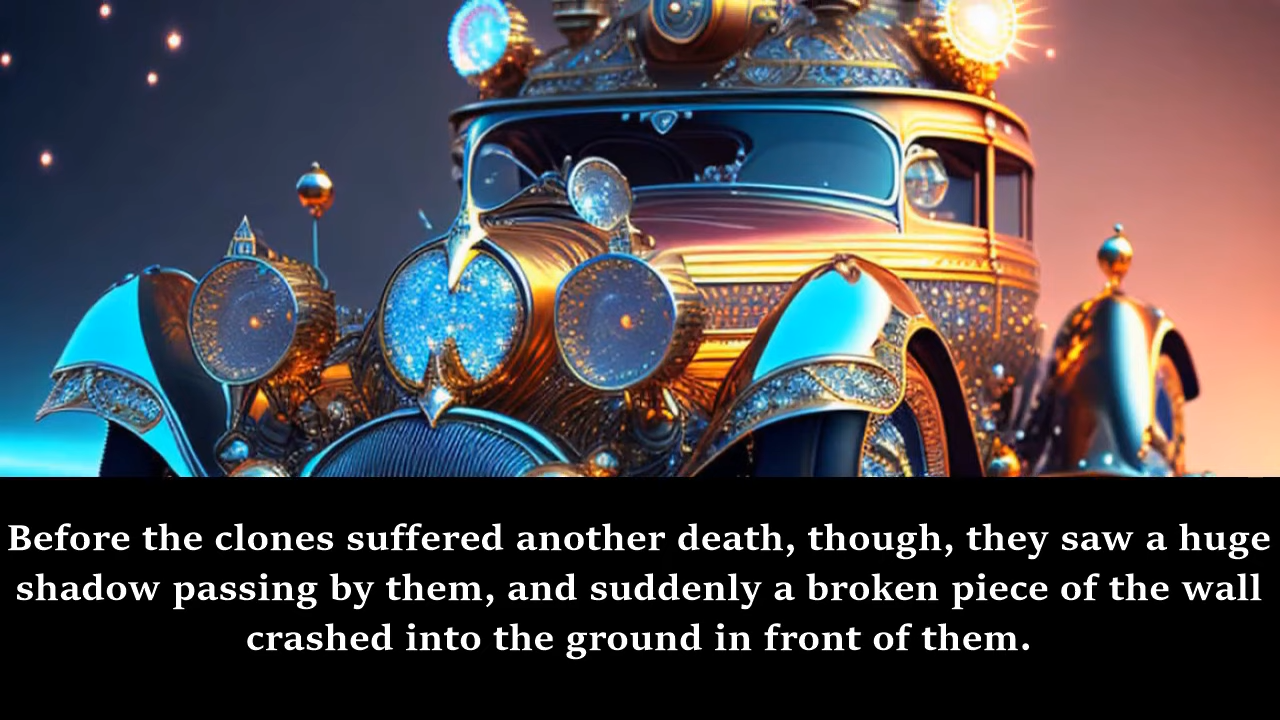 Before the clones suffered another death, though, they saw a huge
shadow passing by them, and suddenly a broken piece of the wall
crashed into the ground in front of them.